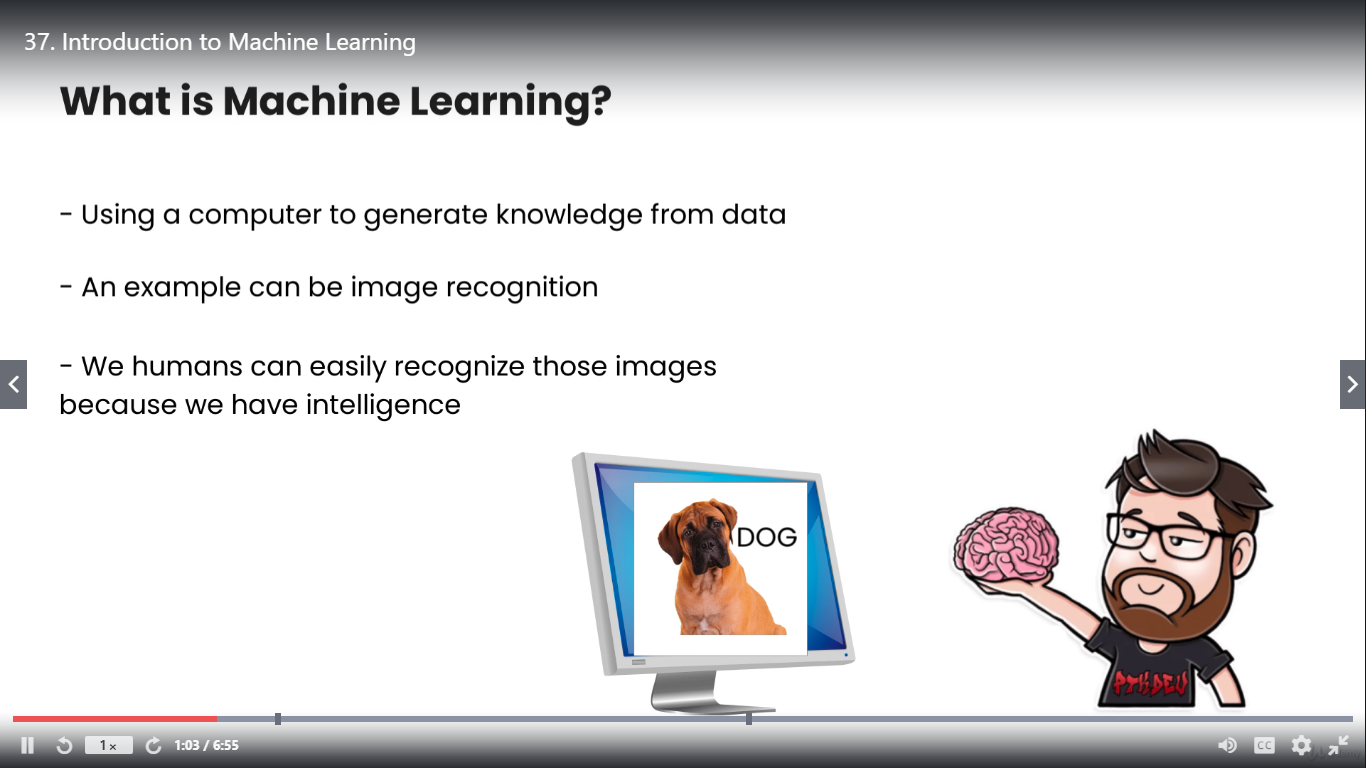 37. Introduction to Machine Learning
What is Machine Learning?
- Using a computer to generate knowledge from data
- An example can be image recognition
- We humans can easily recognize those images
because we have intelligence
DOG
PTKDEV
1×
1:03 / 6:55
CC